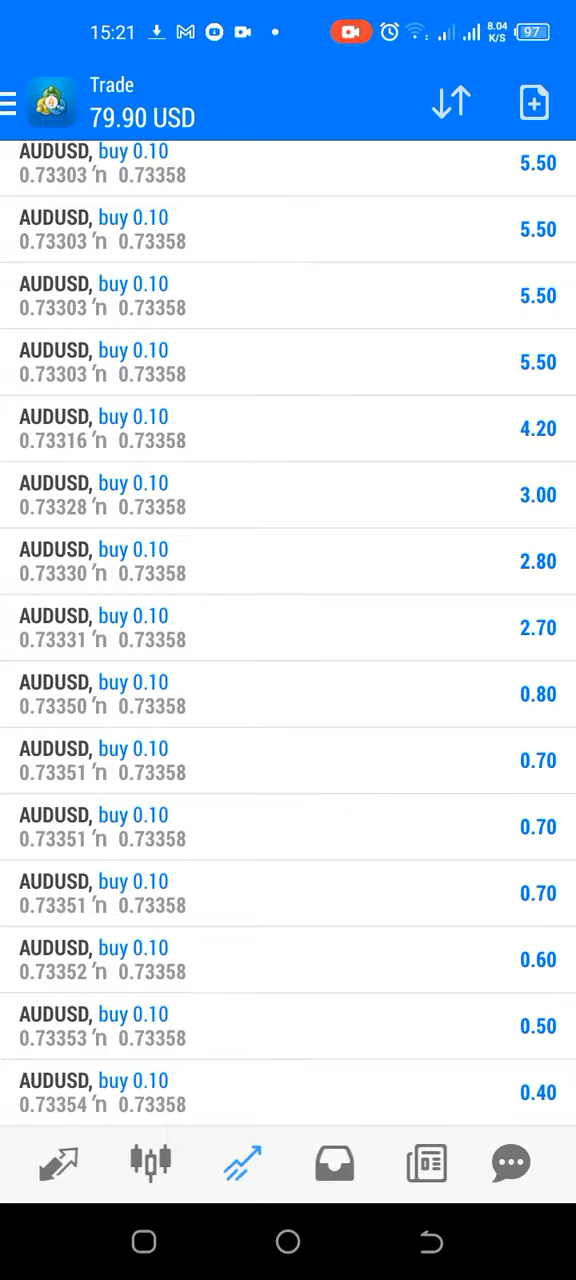 15:21
8.04
K/S
97
Trade
79.90 USD
AUDUSD, buy 0.10
0.73303 ’n 0.73358
5.50
AUDUSD, buy 0.10
0.73303 ’n 0.73358
5.50
AUDUSD, buy 0.10
0.73303 ’n 0.73358
5.50
AUDUSD, buy 0.10
0.73303 ’n 0.73358
5.50
AUDUSD, buy 0.10
0.73316 ’n 0.73358
4.20
AUDUSD, buy 0.10
0.73328 ’n 0.73358
3.00
AUDUSD, buy 0.10
0.73330 ’n 0.73358
2.80
AUDUSD, buy 0.10
0.73331 ’n 0.73358
2.70
AUDUSD, buy 0.10
0.73350 ’n 0.73358
0.80
AUDUSD, buy 0.10
0.73351 ’n 0.73358
0.70
AUDUSD, buy 0.10
0.73351 ’n 0.73358
0.70
AUDUSD, buy 0.10
0.73351 ’n 0.73358
0.70
AUDUSD, buy 0.10
0.73352 ’n 0.73358
0.60
AUDUSD, buy 0.10
0.73353 ’n 0.73358
0.50
AUDUSD, buy 0.10
0.73354 ’n 0.73358
0.40